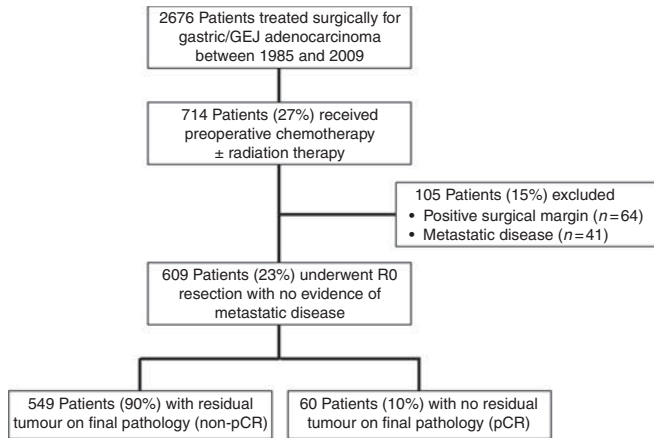 2676 Patients treated surgically for
gastric/GEJ adenocarcinoma
between 1985 and 2009
714 Patients (27%) received
preoperative chemotherapy
± radiation therapy
105 Patients (15%) excluded
• Positive surgical margin (n=64)
• Metastatic disease (n=41)
609 Patients (23%) underwent R0
resection with no evidence of
metastatic disease
549 Patients (90%) with residual
tumour on final pathology (non-pCR)
60 Patients (10%) with no residual
tumour on final pathology (pCR)